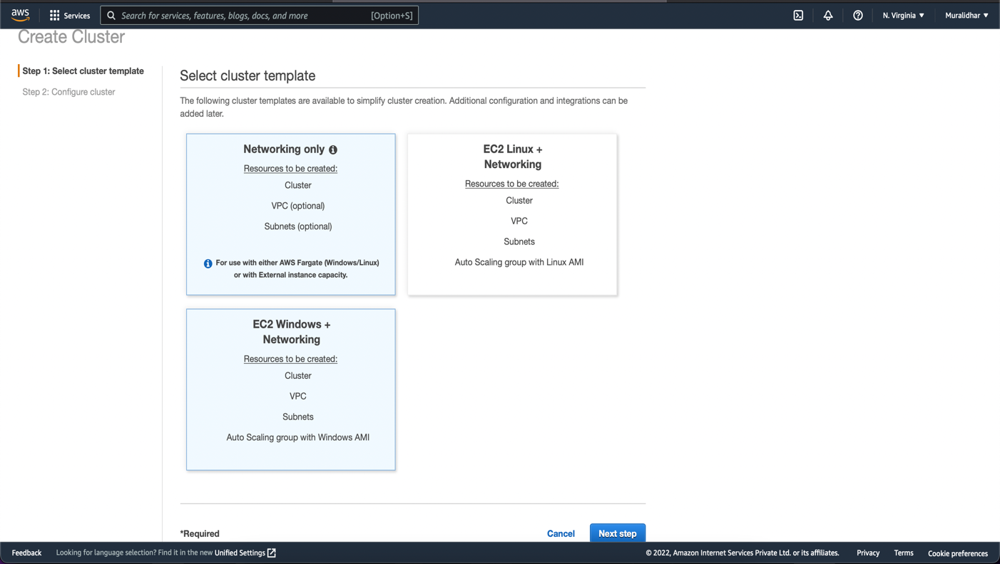 aws
Services
Search for services, features, blogs, docs, and more [Option+S]
N. Virginia ▼
Muralidhar ▼
Create Cluster
Step 1: Select cluster template
Step 2: Configure cluster
Select cluster template
The following cluster templates are available to simplify cluster creation. Additional configuration and integrations can be
added later.
Networking only
Resources to be created:
Cluster
VPC (optional)
Subnets (optional)
For use with either AWS Fargate (Windows/Linux)
or with External instance capacity.
EC2 Linux +
Networking
Resources to be created:
Cluster
VPC
Subnets
Auto Scaling group with Linux AMI
EC2 Windows +
Networking
Resources to be created:
Cluster
VPC
Subnets
Auto Scaling group with Windows AMI
*Required
Cancel
Next step
Feedback
Looking for language selection? Find it in the new Unified Settings
© 2022, Amazon Internet Services Private Ltd. or its affiliates.
Privacy
Terms
Cookie preferences